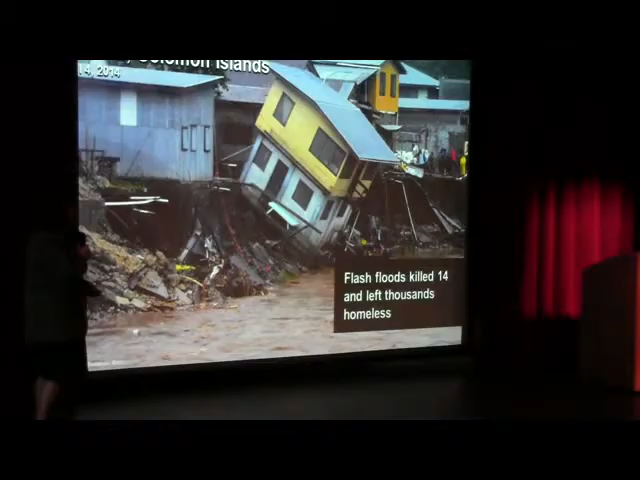 Solomon Islands
14, 2014
Flash floods killed 14
and left thousands
homeless